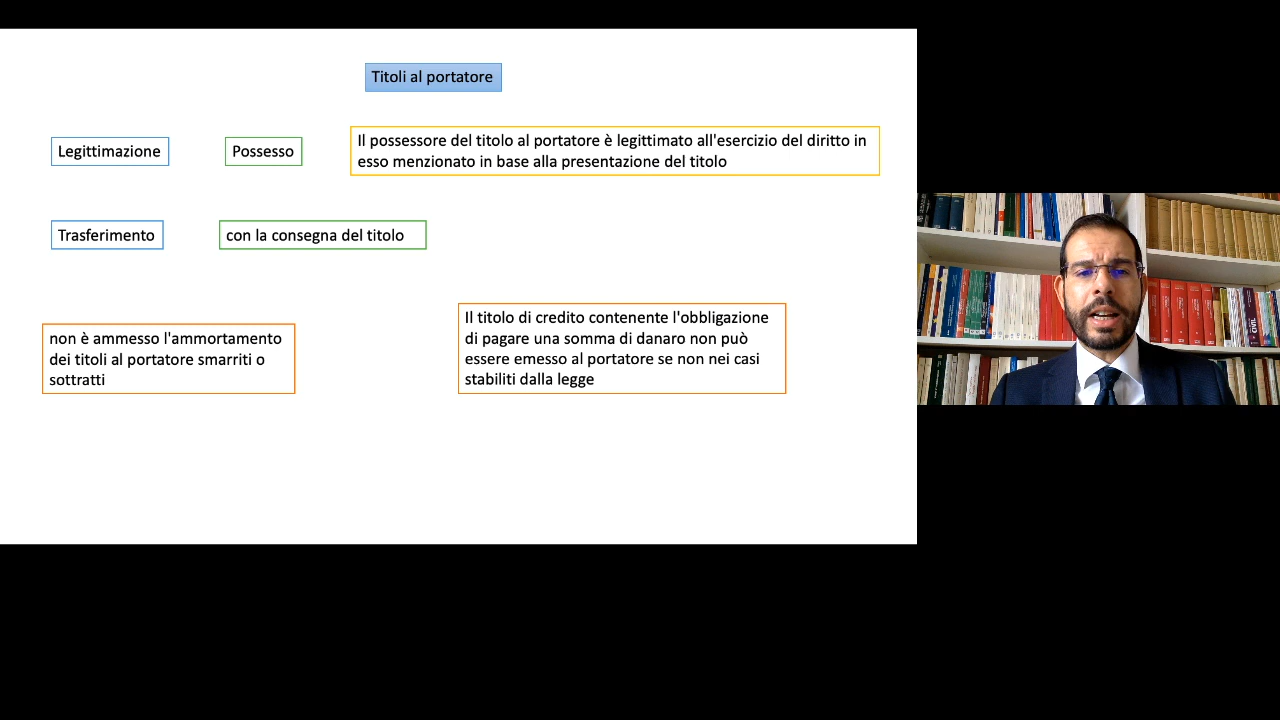 Titoli al portatore
Legittimazione
Possesso
Il possessore del titolo al portatore è legittimato all'esercizio del diritto in
esso menzionato in base alla presentazione del titolo
Trasferimento
con la consegna del titolo
non è ammesso l'ammortamento
dei titoli al portatore smarriti o
sottratti
Il titolo di credito contenente l'obbligazione
di pagare una somma di danaro non può
essere emesso al portatore se non nei casi
stabiliti dalla legge